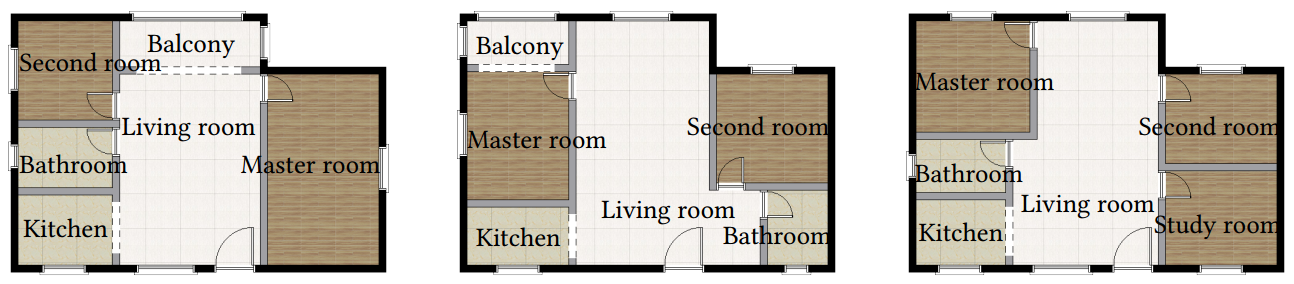 Balcony
Second room
Living room
Bathroom
Master room
Kitchen
Balcony
Second room
Master room
Living room
Kitchen
Bathroom
Master room
Second room
Bathroom
Living room
Study room
Kitchen